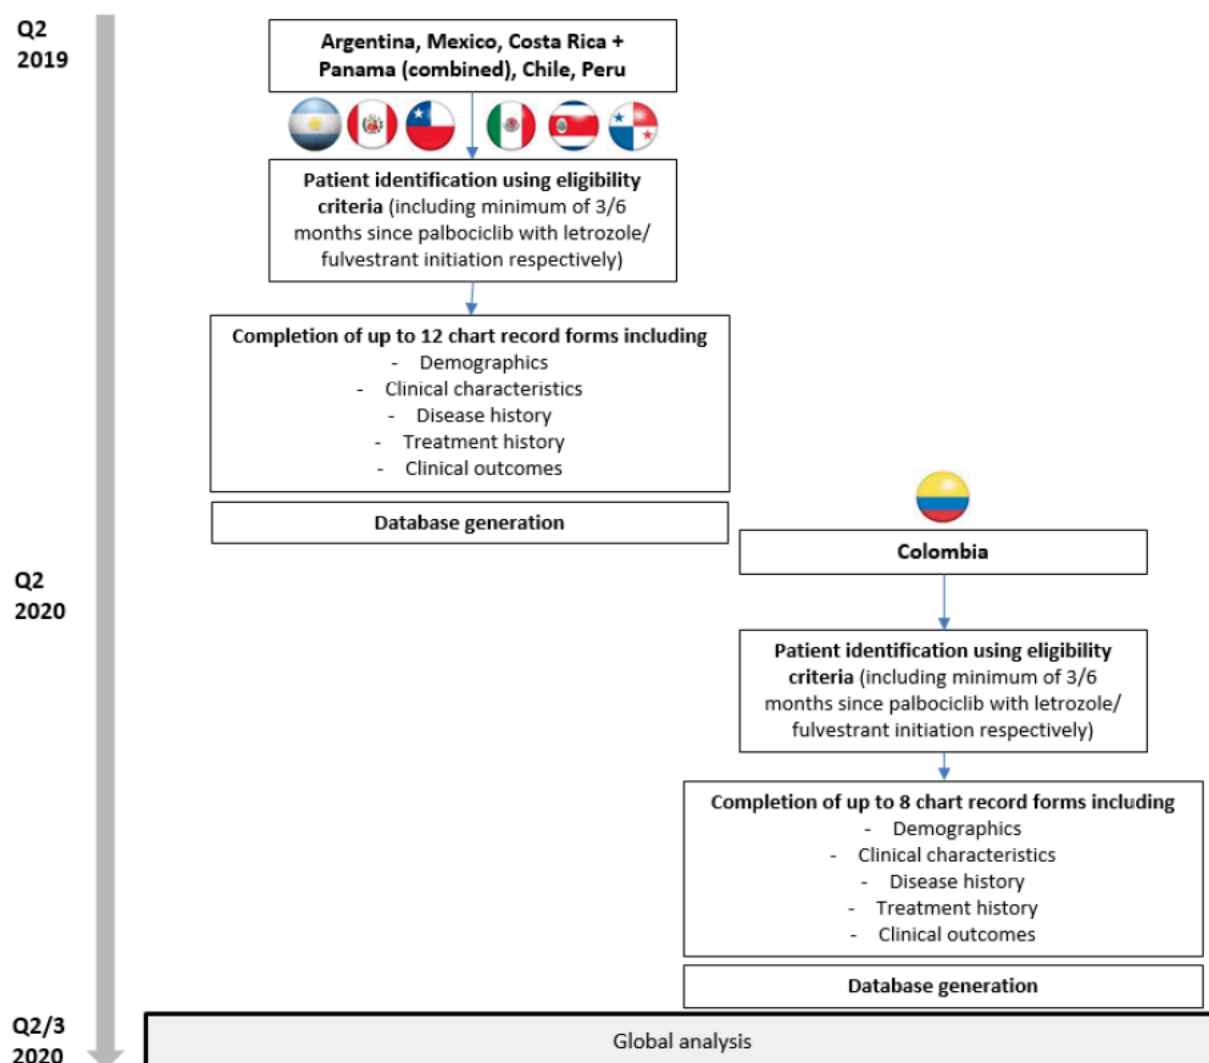 Q2
2019
Argentina, Mexico, Costa Rica +
Panama (combined), Chile, Peru
Patient identification using eligibility
criteria (including minimum of 3/6
months since palbociclib with letrozole/
fulvestrant initiation respectively)
Completion of up to 12 chart record forms including
- Demographics
- Clinical characteristics
- Disease history
- Treatment history
- Clinical outcomes
Database generation
Q2
2020
Colombia
Patient identification using eligibility
criteria (including minimum of 3/6
months since palbociclib with letrozole/
fulvestrant initiation respectively)
Completion of up to 8 chart record forms including
- Demographics
- Clinical characteristics
- Disease history
- Treatment history
- Clinical outcomes
Database generation
Q2/3
2020
Global analysis